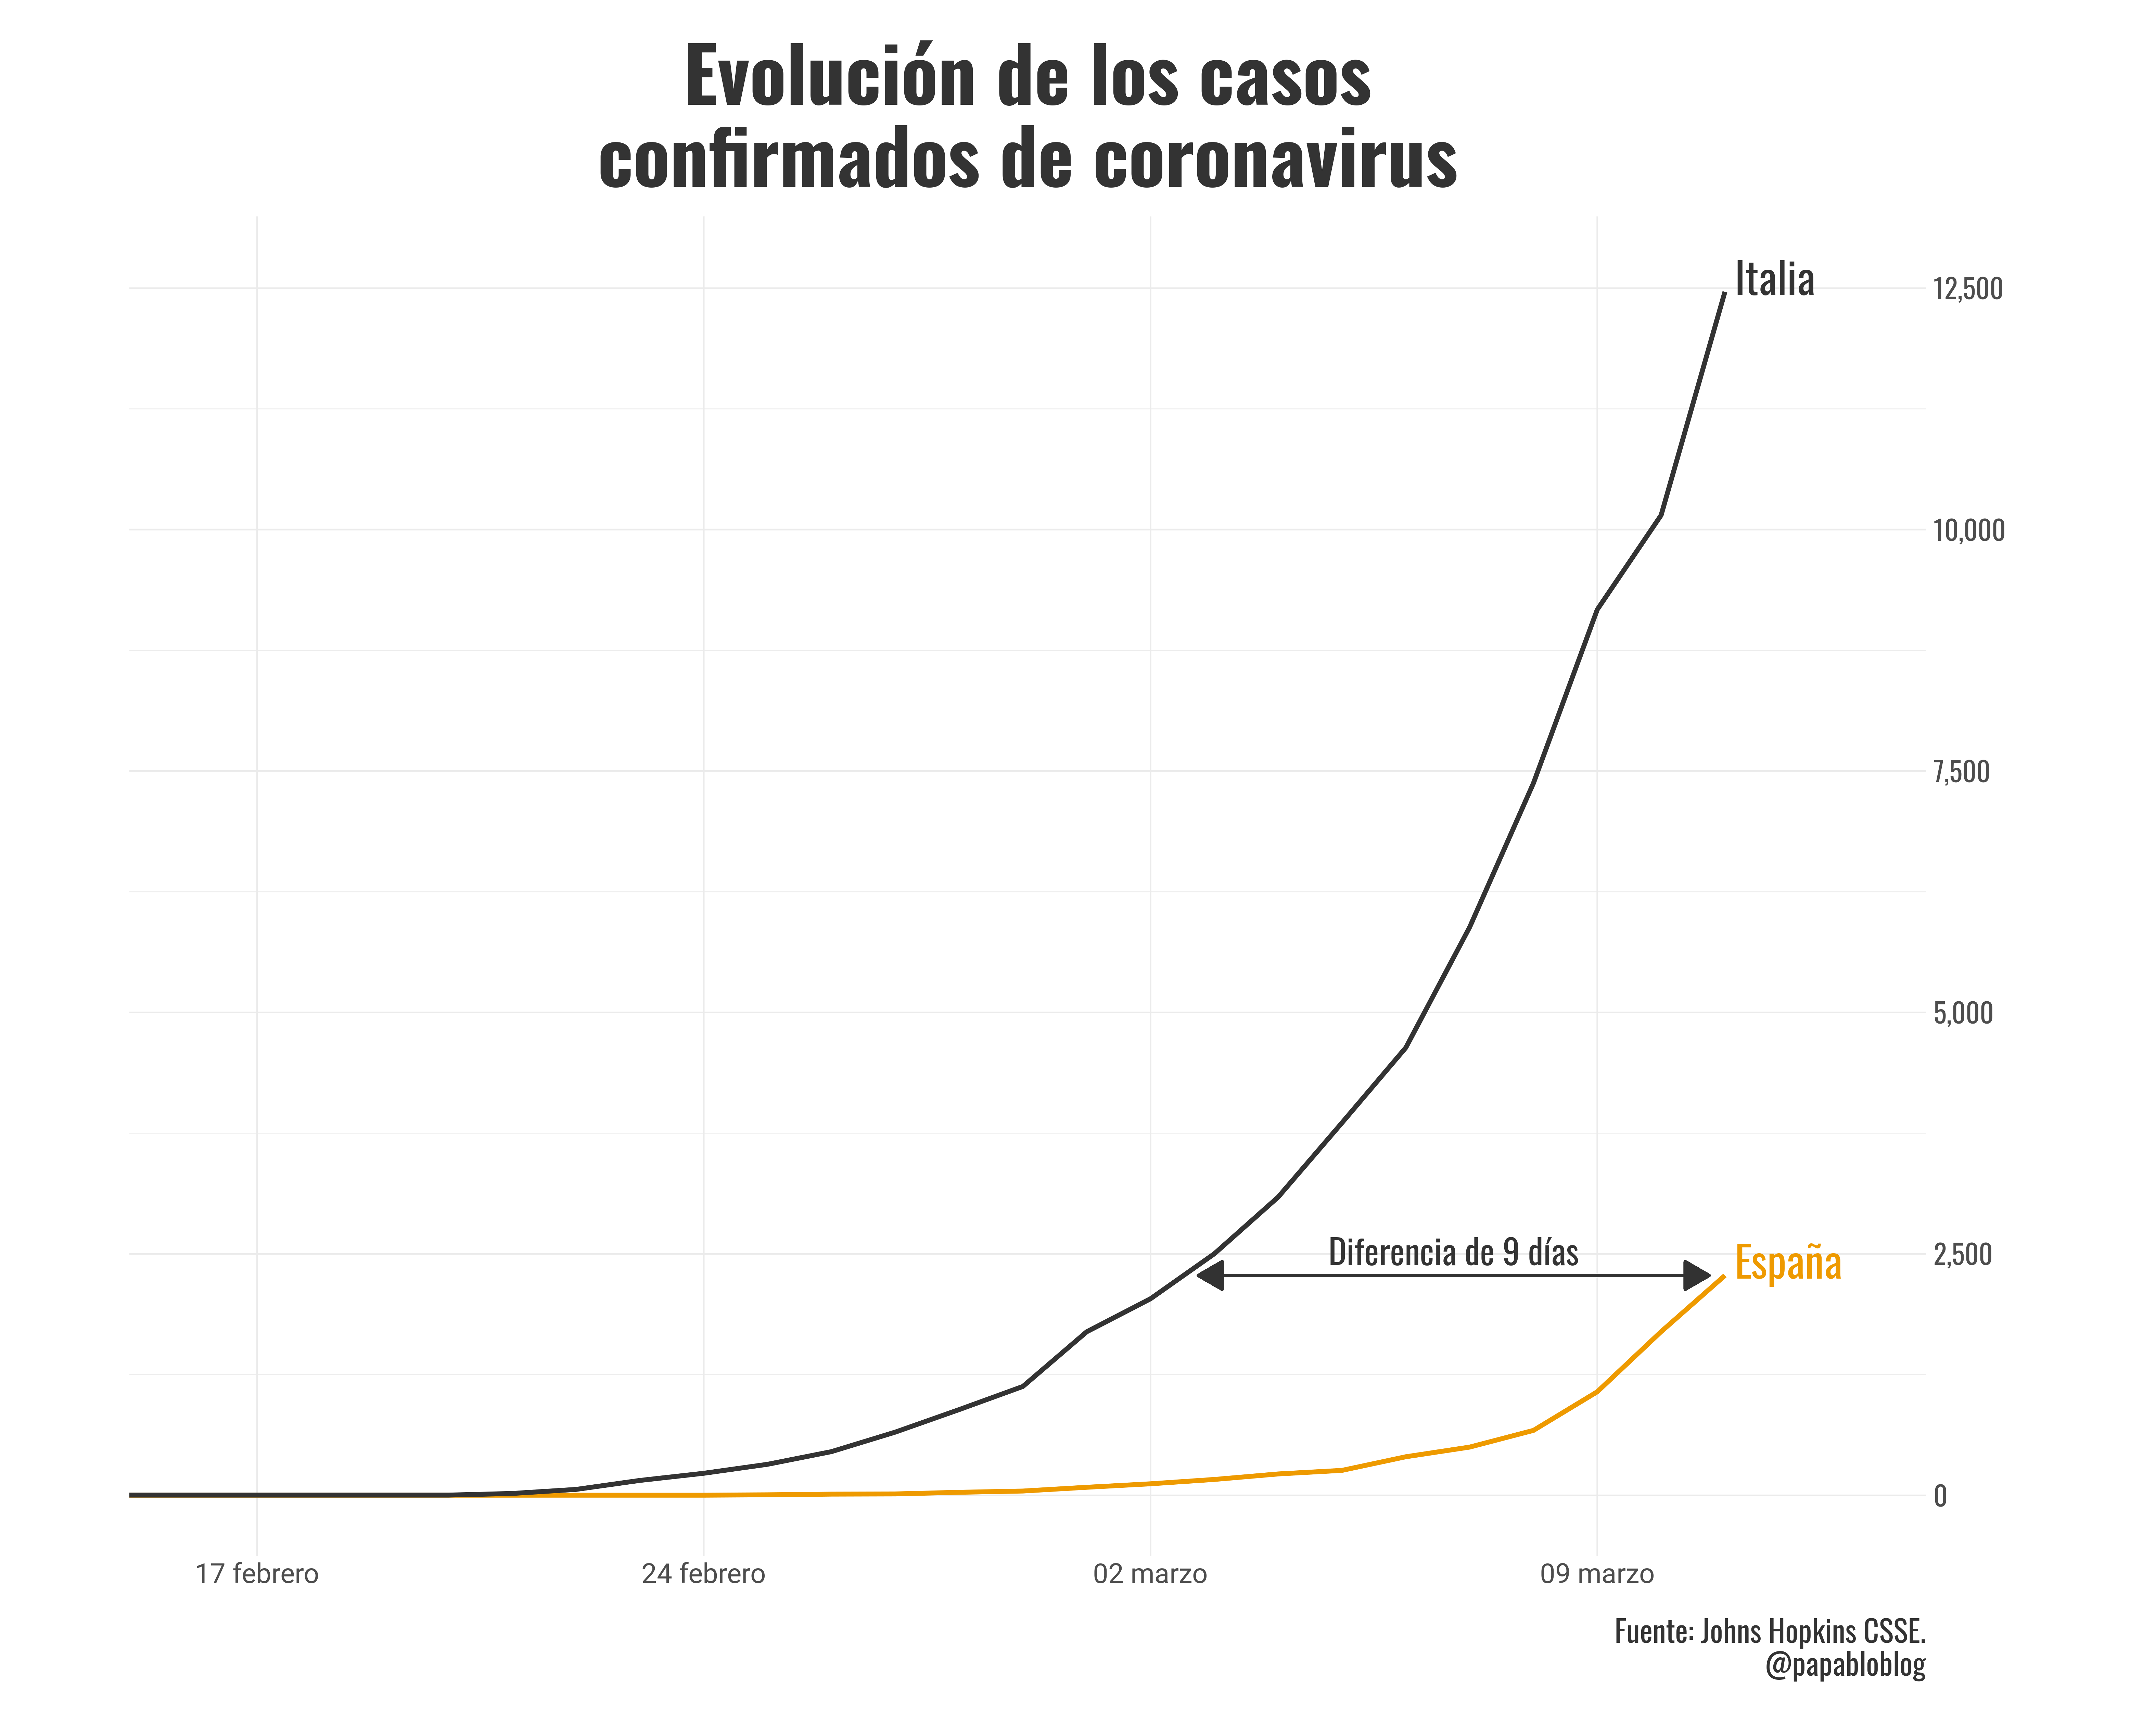 Evolución de los casos
confirmados de coronavirus
Italia
12,500
10,000
7,500
5,000
Diferencia de 9 días
España
2,500
0
17 febrero
24 febrero
02 marzo
09 marzo
Fuente: Johns Hopkins CSSE.
@papabloblog